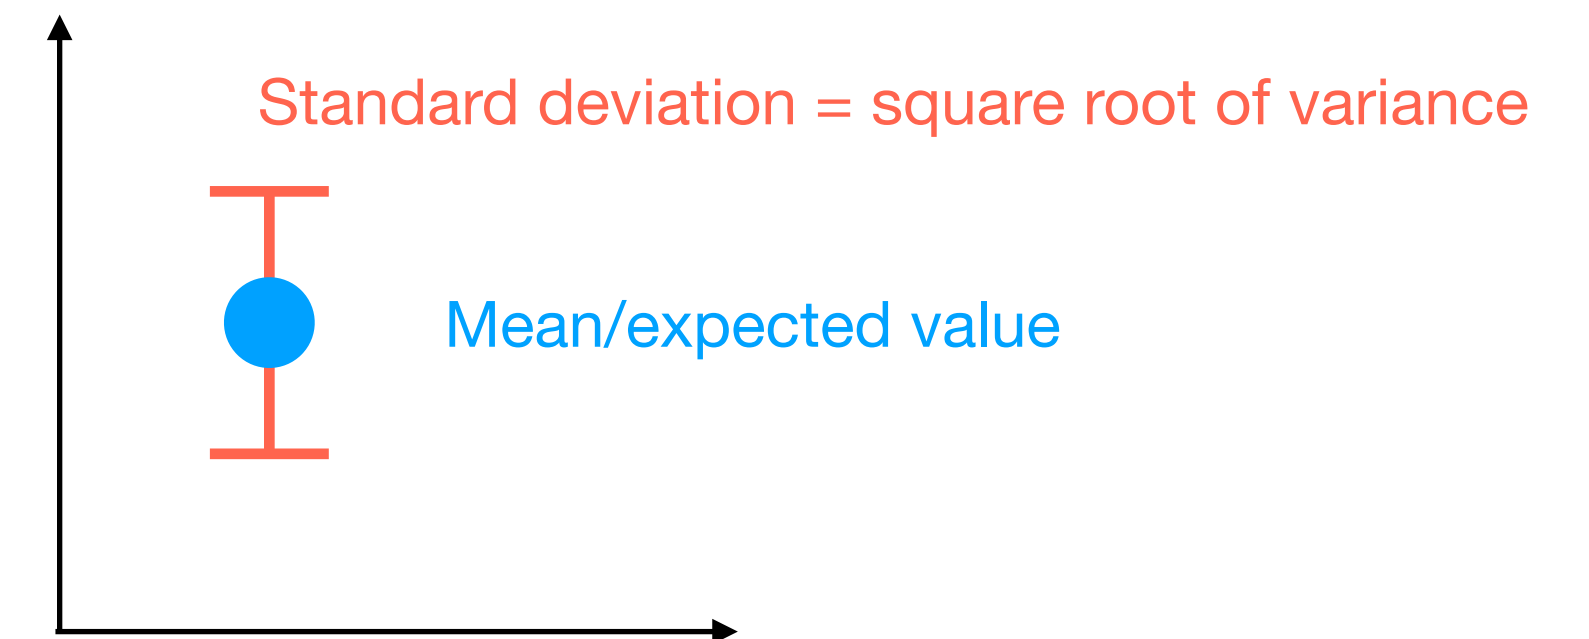 Standard deviation = square root of variance
Mean/expected value